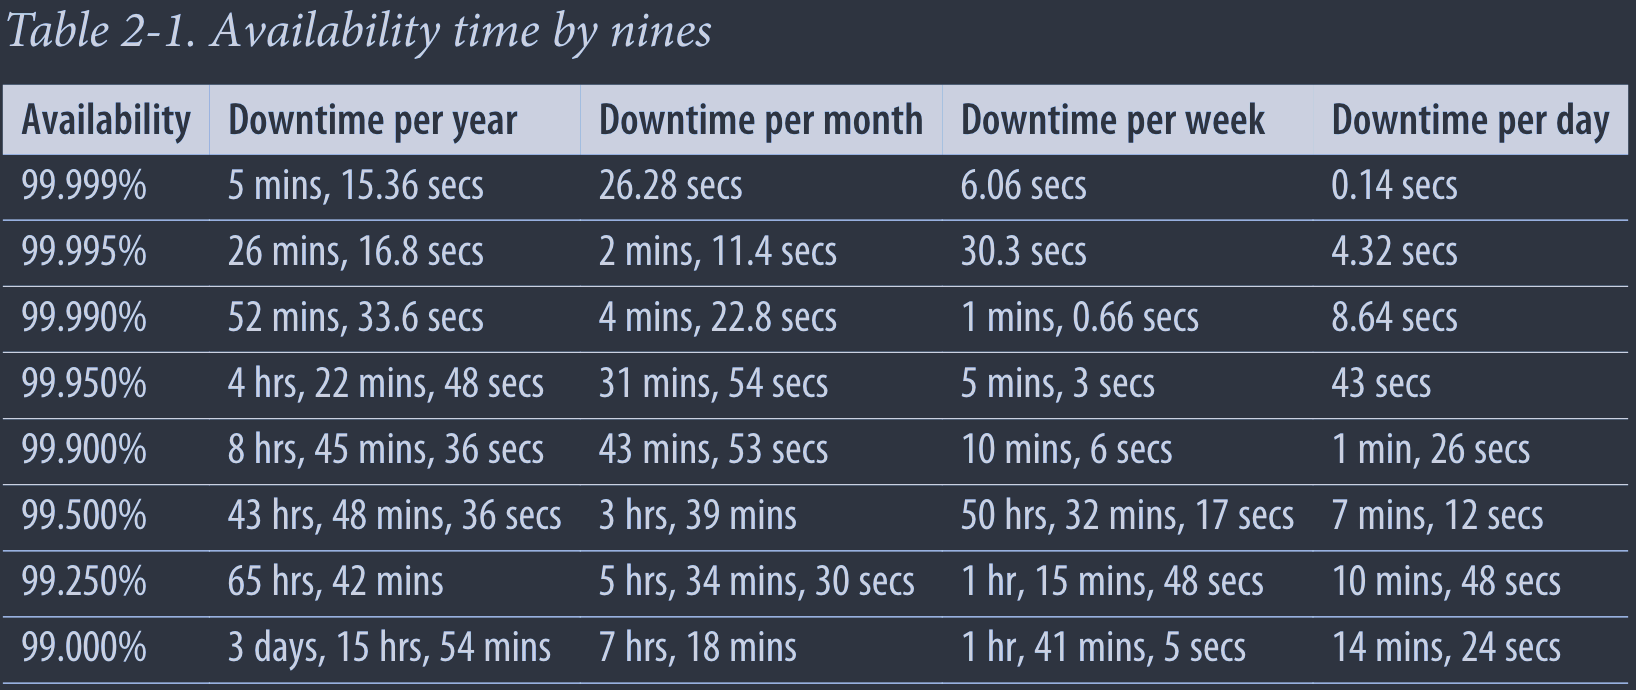 Table 2-1. Availability time by nines
Availability Downtime per year Downtime per month Downtime per week Downtime per day
99.999% 5 mins, 15.36 secs 26.28 secs 6.06 secs 0.14 secs
99.995% 26 mins, 16.8 secs 2 mins, 11.4 secs 30.3 secs 4.32 secs
99.990% 52 mins, 33.6 secs 4 mins, 22.8 secs 1 mins, 0.66 secs 8.64 secs
99.950% 4 hrs, 22 mins, 48 secs 31 mins, 54 secs 5 mins, 3 secs 43 secs
99.900% 8 hrs, 45 mins, 36 secs 43 mins, 53 secs 10 mins, 6 secs 1 min, 26 secs
99.500% 43 hrs, 48 mins, 36 secs 3 hrs, 39 mins 50 hrs, 32 mins, 17 secs 7 mins, 12 secs
99.250% 65 hrs, 42 mins 5 hrs, 34 mins, 30 secs 1 hr, 15 mins, 48 secs 10 mins, 48 secs
99.000% 3 days, 15 hrs, 54 mins 7 hrs, 18 mins 1 hr, 41 mins, 5 secs 14 mins, 24 secs